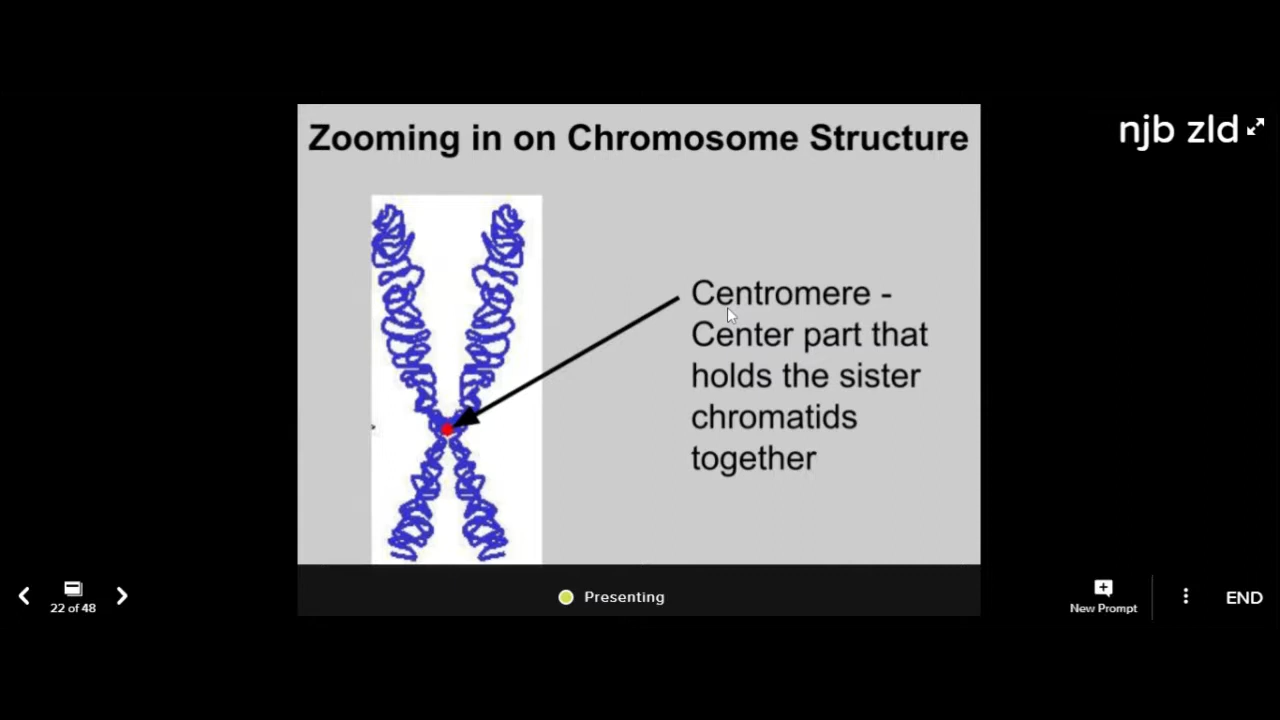 Zooming in on Chromosome Structure
njb zld
Centromere -
Center part that
holds the sister
chromatids
together
22 of 48
Presenting
New Prompt
END